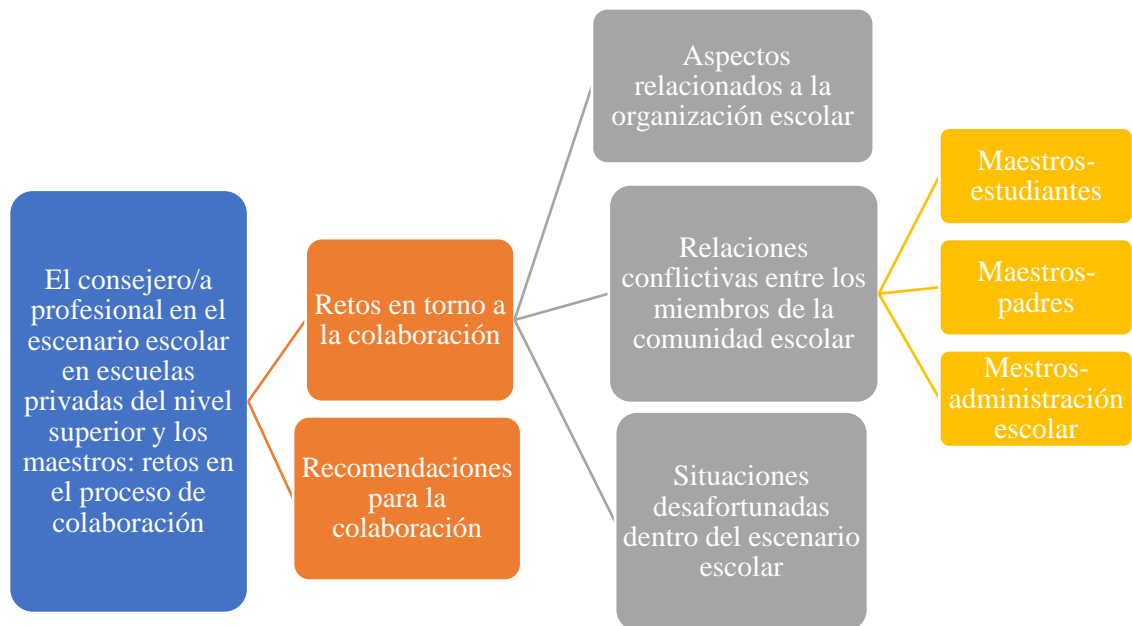 El consejero/a
profesional en el
escenario escolar
en escuelas
privadas del nivel
superior y los
maestros: retos en
el proceso de
colaboración
Retos en torno a
la colaboración
Recomendaciones
para la
colaboración
Aspectos
relacionados a la
organización escolar
Relaciones
conflictivas entre los
miembros de la
comunidad escolar
Situaciones
desafortunadas
dentro del escenario
escolar
Maestros-
estudiantes
Maestros-
padres
Mestros-
administración
escolar